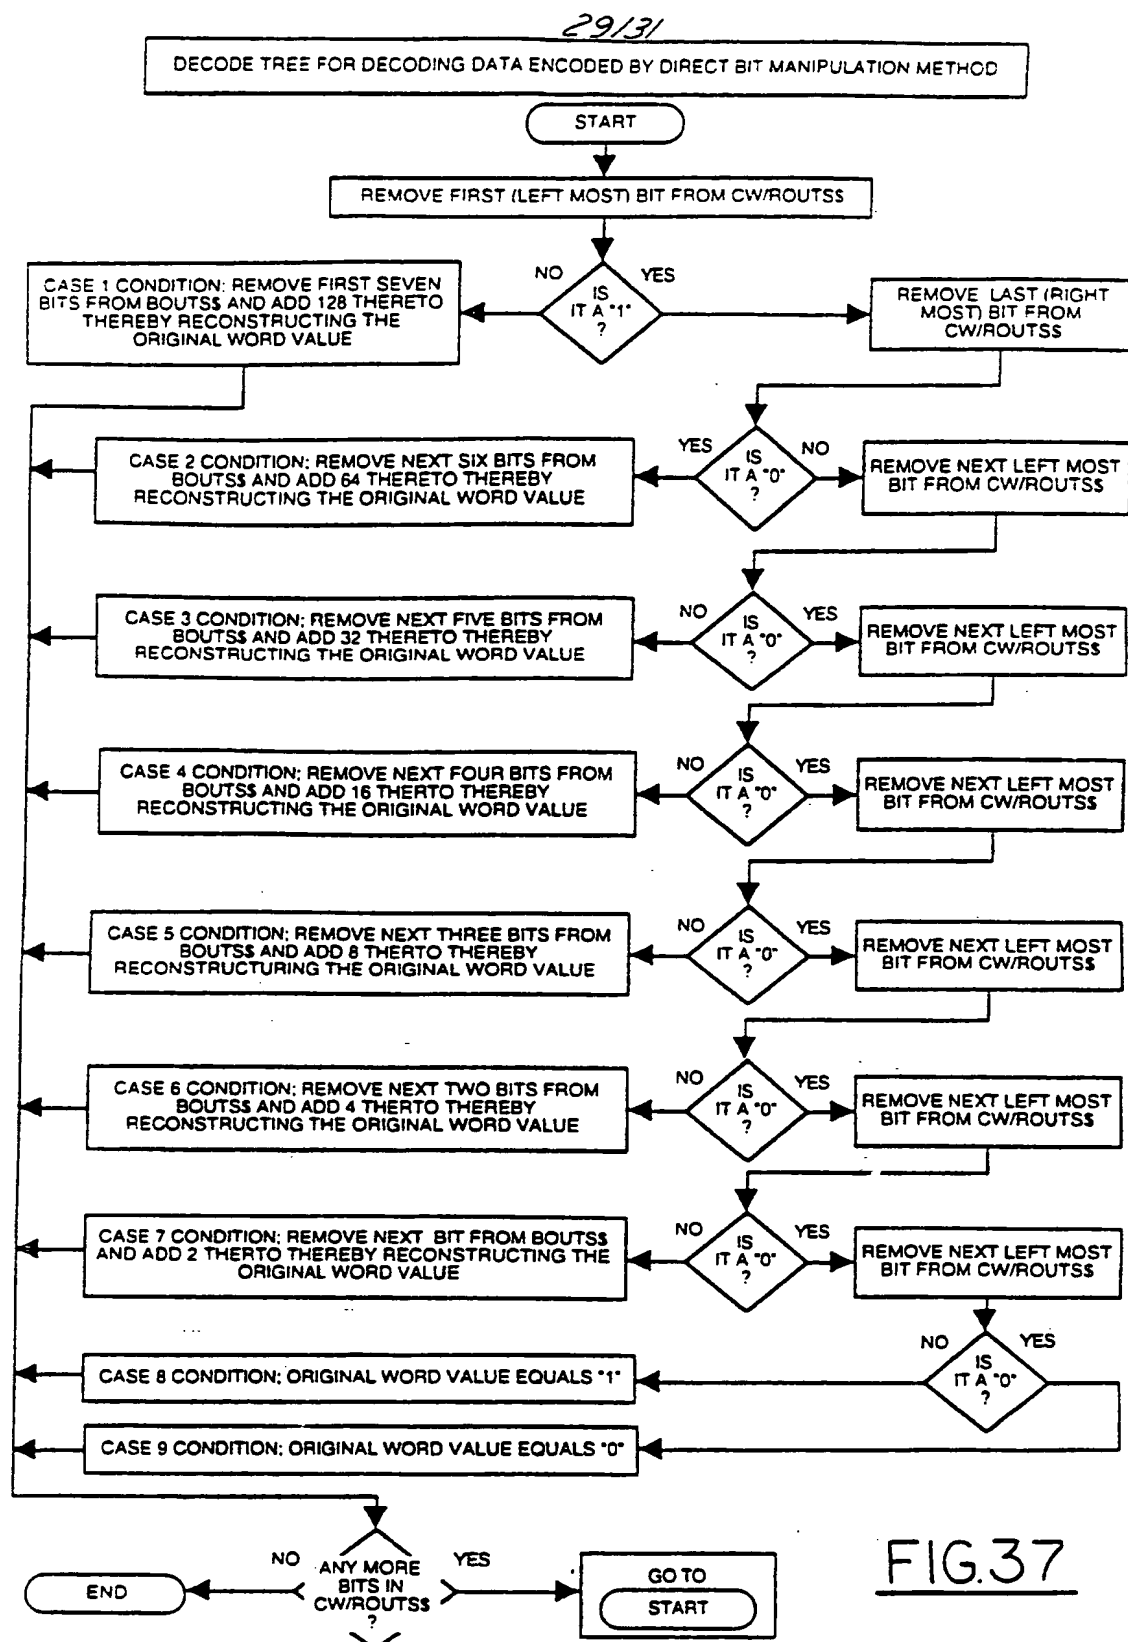 29/31
DECODE TREE FOR DECODING DATA ENCODED BY DIRECT BIT MANIPULATION METHOD
START
REMOVE FIRST (LEFT MOST) BIT FROM CW/ROUTS$
NO
YES
IS
IT A "1"
?
CASE 1 CONDITION: REMOVE FIRST SEVEN
BITS FROM BOUTS$ AND ADD 128 THERETO
THEREBY RECONSTRUCTING THE
ORIGINAL WORD VALUE
REMOVE LAST (RIGHT
MOST) BIT FROM
CW/ROUTS$
YES
NO
IS
IT A "0"
?
CASE 2 CONDITION: REMOVE NEXT SIX BITS FROM
BOUTS$ AND ADD 64 THERETO THEREBY
RECONSTRUCTING THE ORIGINAL WORD VALUE
REMOVE NEXT LEFT MOST
BIT FROM CW/ROUTS$
NO
YES
IS
IT A "0"
?
CASE 3 CONDITION: REMOVE NEXT FIVE BITS FROM
BOUTS$ AND ADD 32 THERETO THEREBY
RECONSTRUCTING THE ORIGINAL WORD VALUE
REMOVE NEXT LEFT MOST
BIT FROM CW/ROUTS$
NO
YES
IS
IT A "0"
?
CASE 4 CONDITION: REMOVE NEXT FOUR BITS FROM
BOUTS$ AND ADD 16 THERTO THEREBY
RECONSTRUCTING THE ORIGINAL WORD VALUE
REMOVE NEXT LEFT MOST
BIT FROM CW/ROUTS$
NO
YES
IS
IT A "0"
?
CASE 5 CONDITION: REMOVE NEXT THREE BITS FROM
BOUTS$ AND ADD 8 THERTO THEREBY
RECONSTRUCTURING THE ORIGINAL WORD VALUE
REMOVE NEXT LEFT MOST
BIT FROM CW/ROUTS$
NO
YES
IS
IT A "0"
?
CASE 6 CONDITION: REMOVE NEXT TWO BITS FROM
BOUTS$ AND ADD 4 THERTO THEREBY
RECONSTRUCTING THE ORIGINAL WORD VALUE
REMOVE NEXT LEFT MOST
BIT FROM CW/ROUTS$
NO
YES
IS
IT A "0"
?
CASE 7 CONDITION: REMOVE NEXT BIT FROM BOUTS$
AND ADD 2 THERTO THEREBY RECONSTRUCTING THE
ORIGINAL WORD VALUE
REMOVE NEXT LEFT MOST
BIT FROM CW/ROUTS$
NO
YES
IS
IT A "0"
?
CASE 8 CONDITION: ORIGINAL WORD VALUE EQUALS "1"
CASE 9 CONDITION: ORIGINAL WORD VALUE EQUALS "0"
NO
YES
ANY MORE
BITS IN
CW/ROUTS$
?
END
GO TO
START
FIG.37